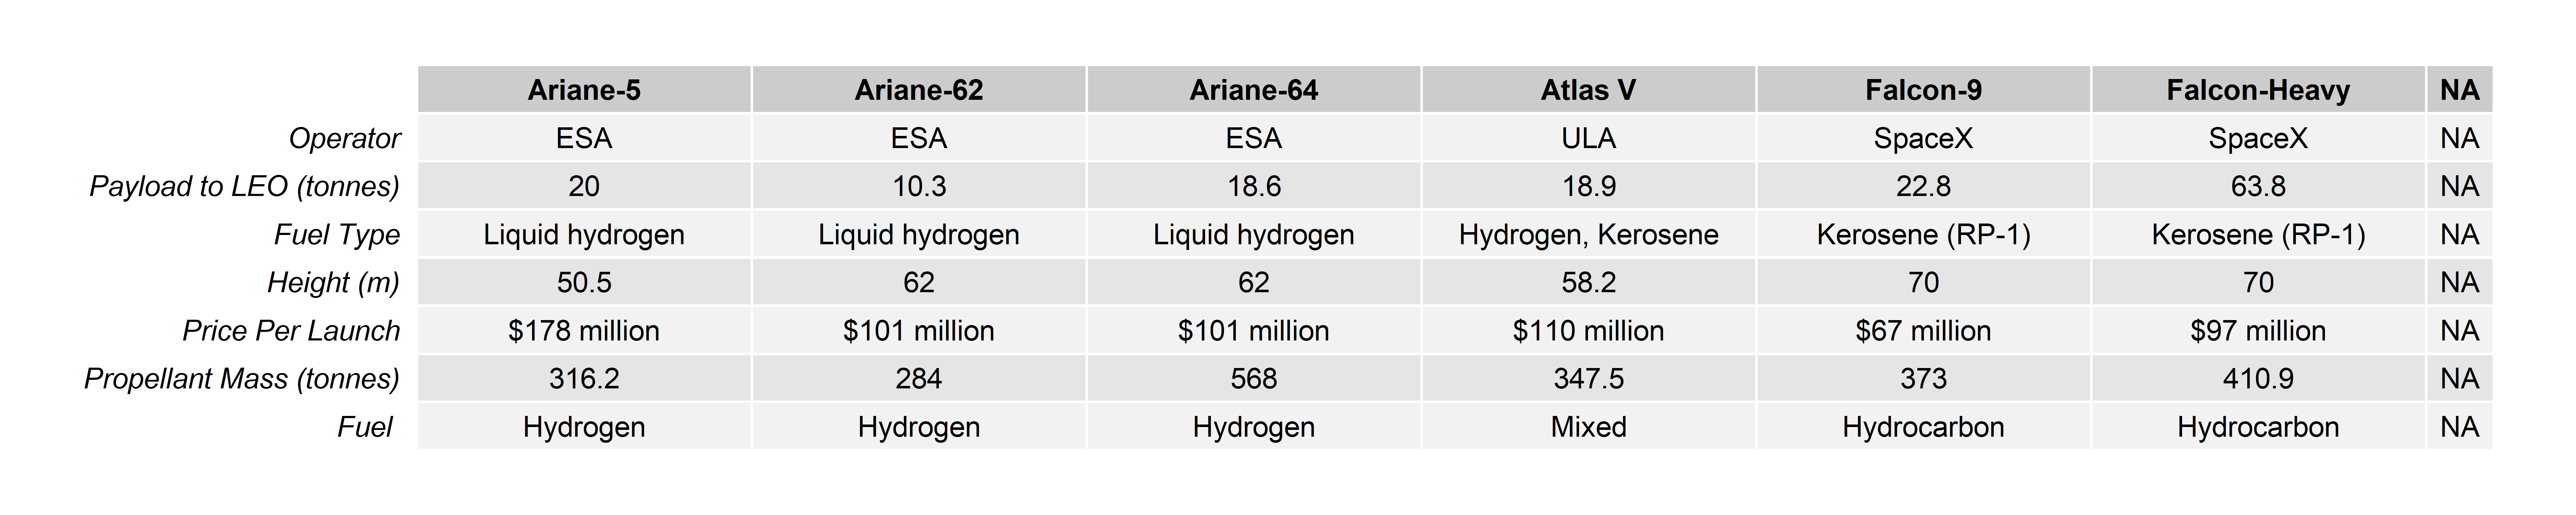 Ariane-5 Ariane-62 Ariane-64 Atlas V Falcon-9 Falcon-Heavy NA
Operator ESA ESA ESA ULA SpaceX SpaceX NA
Payload to LEO (tonnes) 20 10.3 18.6 18.9 22.8 63.8 NA
Fuel Type Liquid hydrogen Liquid hydrogen Liquid hydrogen Hydrogen, Kerosene Kerosene (RP-1) Kerosene (RP-1) NA
Height (m) 50.5 62 62 58.2 70 70 NA
Price Per Launch $178 million $101 million $101 million $110 million $67 million $97 million NA
Propellant Mass (tonnes) 316.2 284 568 347.5 373 410.9 NA
Fuel Hydrogen Hydrogen Hydrogen Mixed Hydrocarbon Hydrocarbon NA